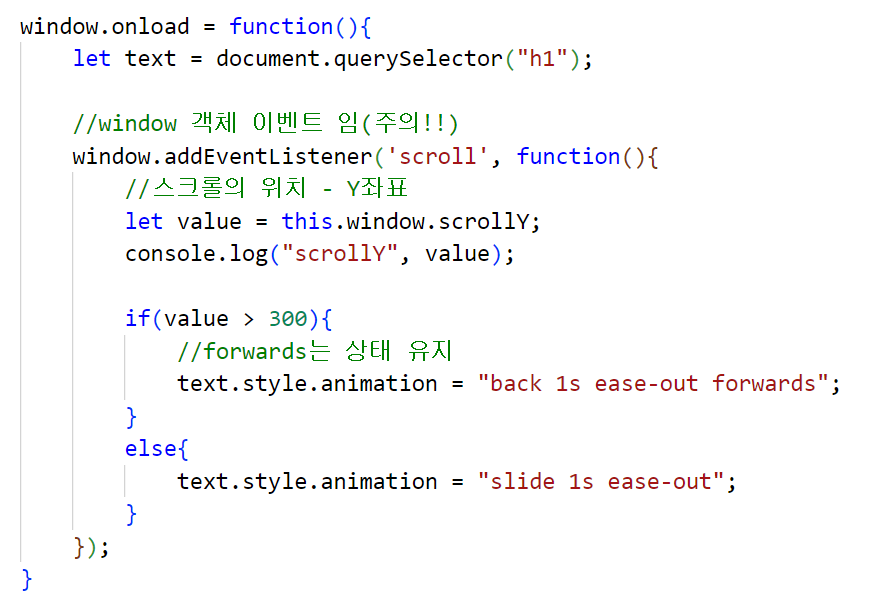 window.onload = function(){
let text = document.querySelector("h1");
//window 객체 이벤트 임(주의!!)
window.addEventListener('scroll', function(){
//스크롤의 위치 - Y좌표
let value = this.window.scrollY;
console.log("scrollY", value);
if(value > 300){
//forwards는 상태 유지
text.style.animation = "back 1s ease-out forwards";
}
else{
text.style.animation = "slide 1s ease-out";
}
});
}